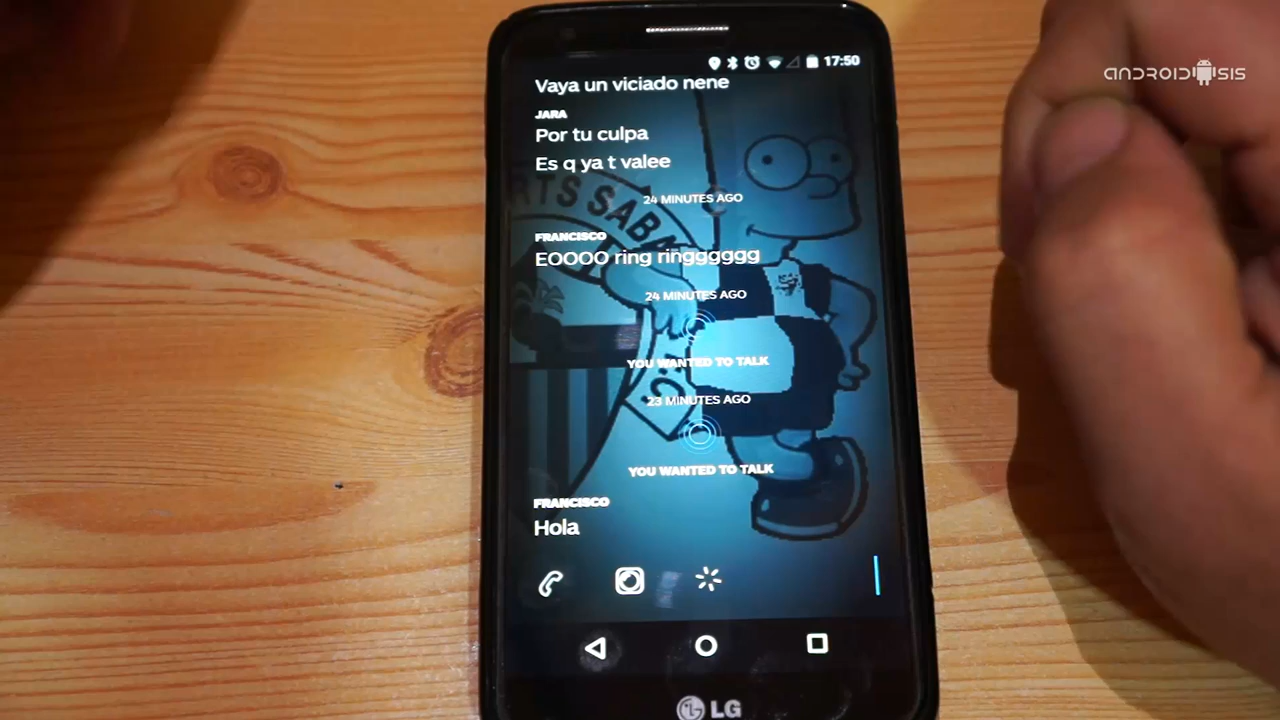 17:50
ANDROIDSIS
Vaya un viciado nene
JARA
Por tu culpa
Es q ya t valee
24 MINUTES AGO
RTS SABA
FRANCISCO
EOOOO ring ringggggg
24 MINUTES AGO
YOU WANTED TO TALK
23 MINUTES AGO
YOU WANTED TO TALK
FRANCISCO
Hola
LG